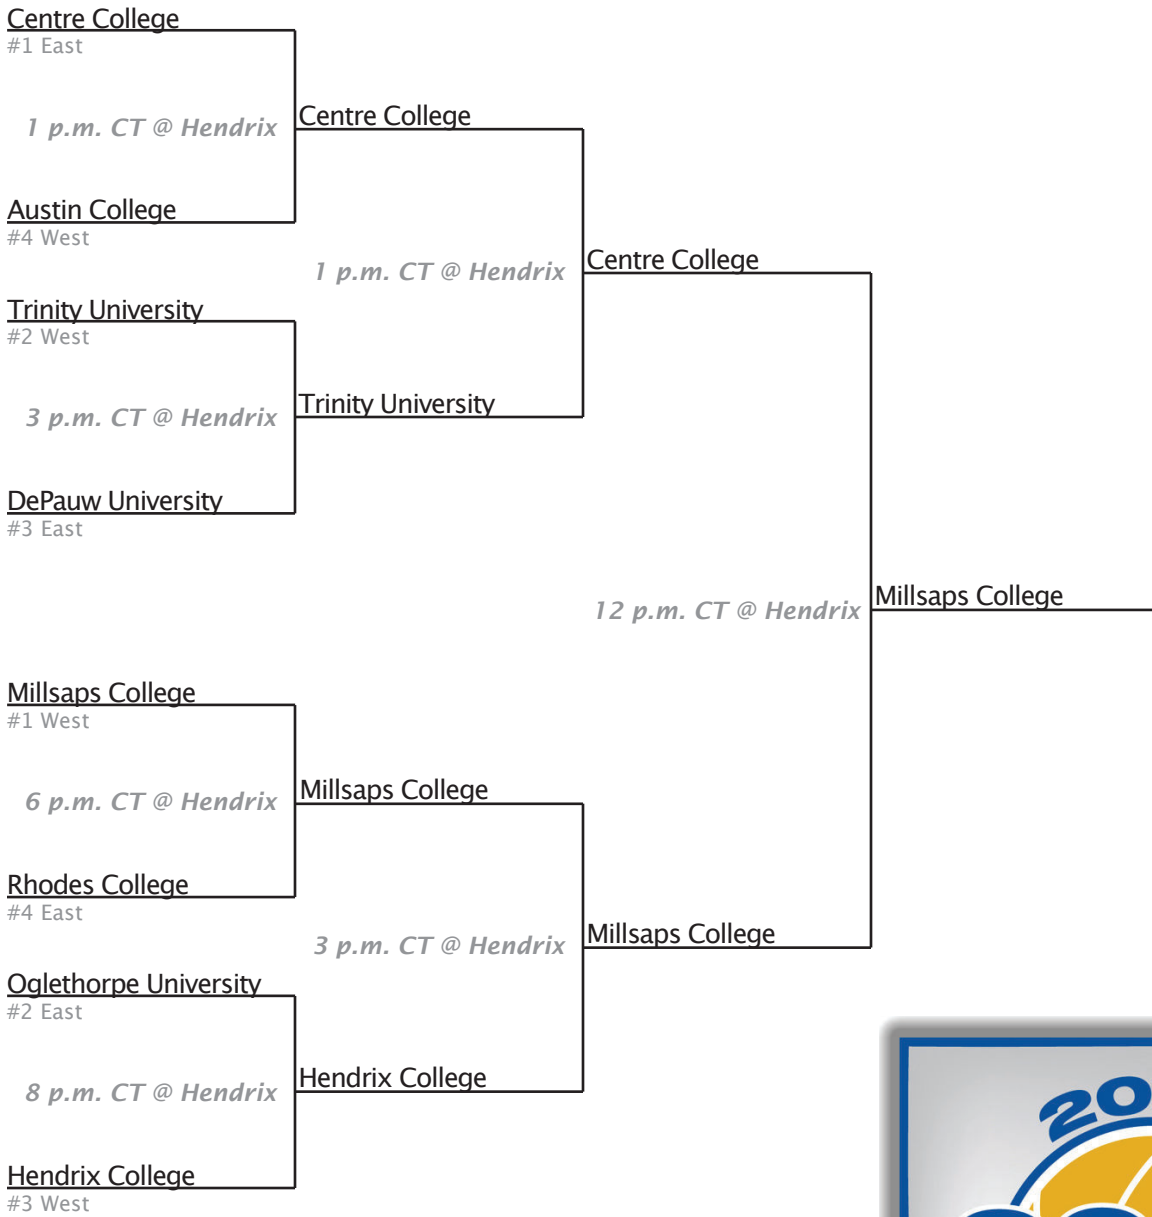 Centre College
#1 East
1 p.m. CT @ Hendrix
Centre College
Austin College
#4 West
1 p.m. CT @ Hendrix
Centre College
Trinity University
#2 West
3 p.m. CT @ Hendrix
Trinity University
DePauw University
#3 East
12 p.m. CT @ Hendrix
Millsaps College
Millsaps College
#1 West
6 p.m. CT @ Hendrix
Millsaps College
Rhodes College
#4 East
3 p.m. CT @ Hendrix
Millsaps College
Oglethorpe University
#2 East
8 p.m. CT @ Hendrix
Hendrix College
Hendrix College
#3 West
20